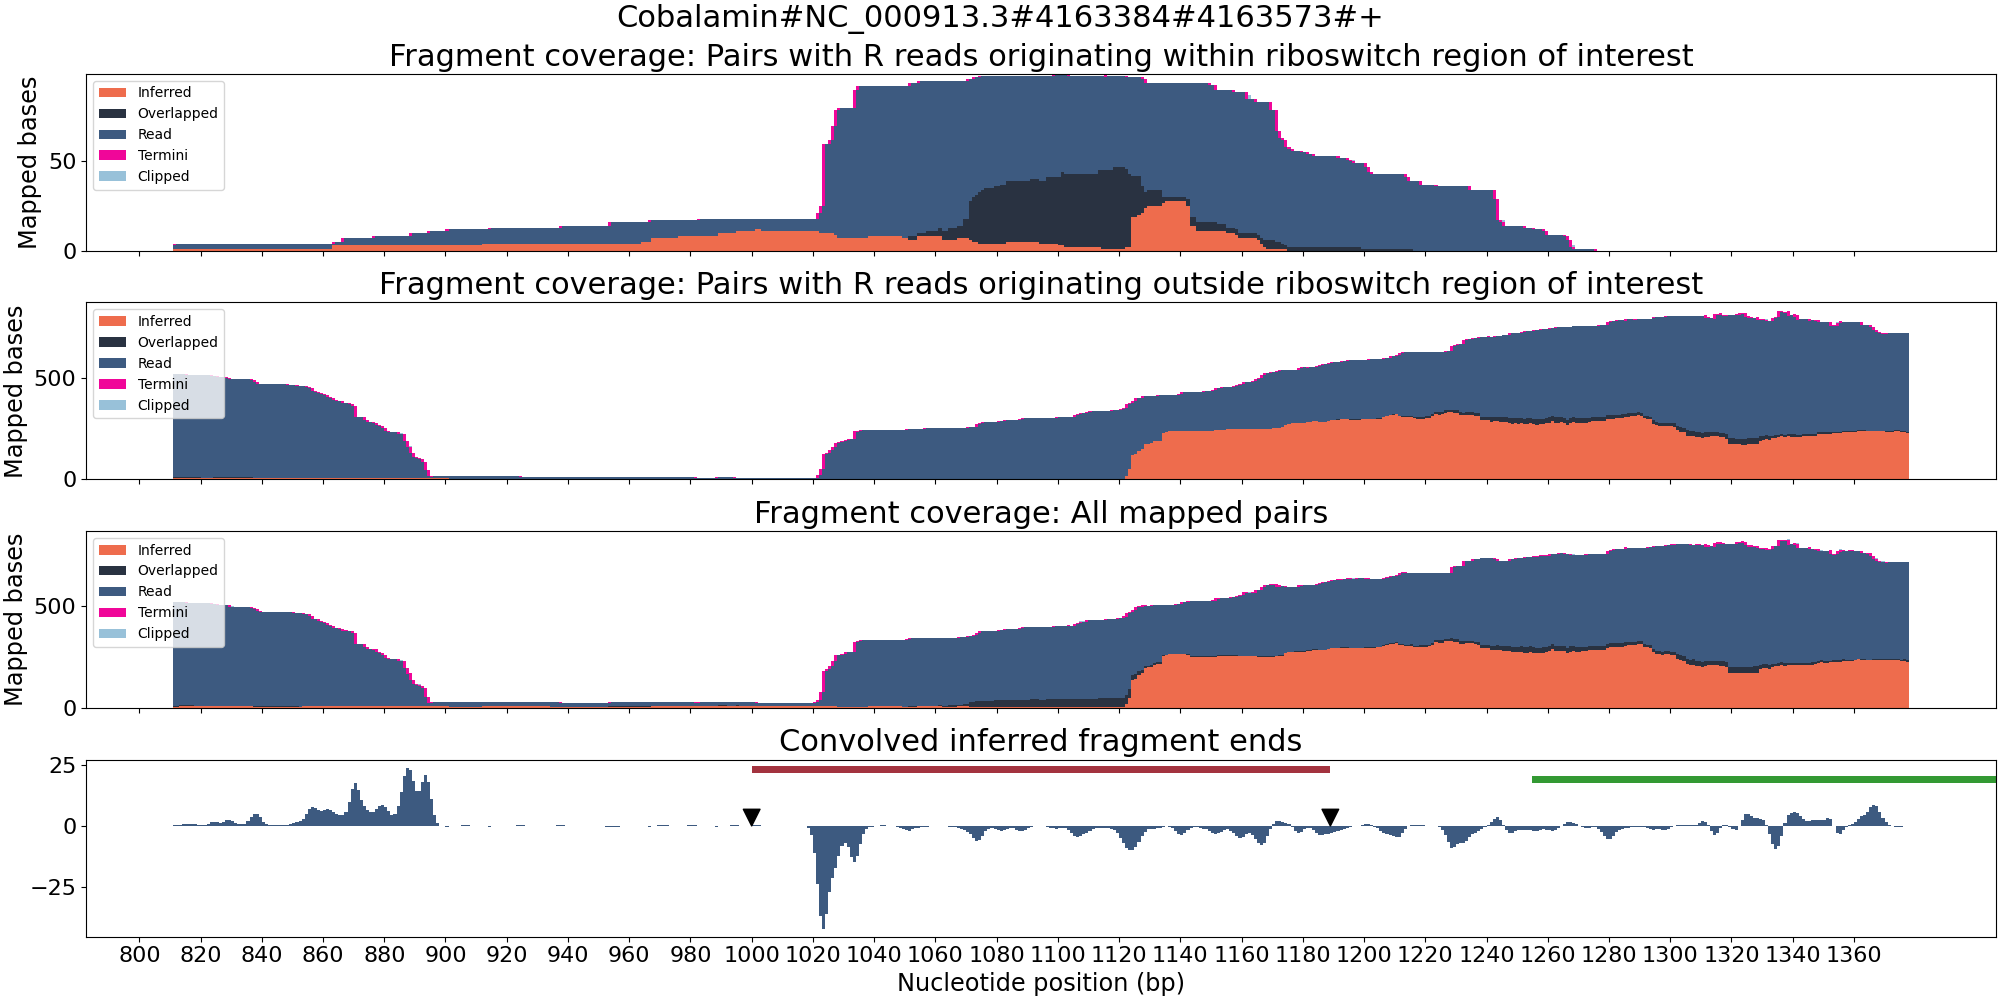 Cobalamin#NC_000913.3#4163384#4163573#+
Fragment coverage: Pairs with R reads originating within riboswitch region of interest
Mapped bases
50
0
Inferred
Overlapped
Read
Termini
Clipped
Fragment coverage: Pairs with R reads originating outside riboswitch region of interest
Mapped bases
500
0
Inferred
Overlapped
Read
Termini
Clipped
Fragment coverage: All mapped pairs
Mapped bases
500
0
Inferred
Overlapped
Read
Termini
Clipped
Convolved inferred fragment ends
25
0
−25
800 820 840 860 880 900 920 940 960 980 1000 1020 1040 1060 1080 1100 1120 1140 1160 1180 1200 1220 1240 1260 1280 1300 1320 1340 1360
Nucleotide position (bp)